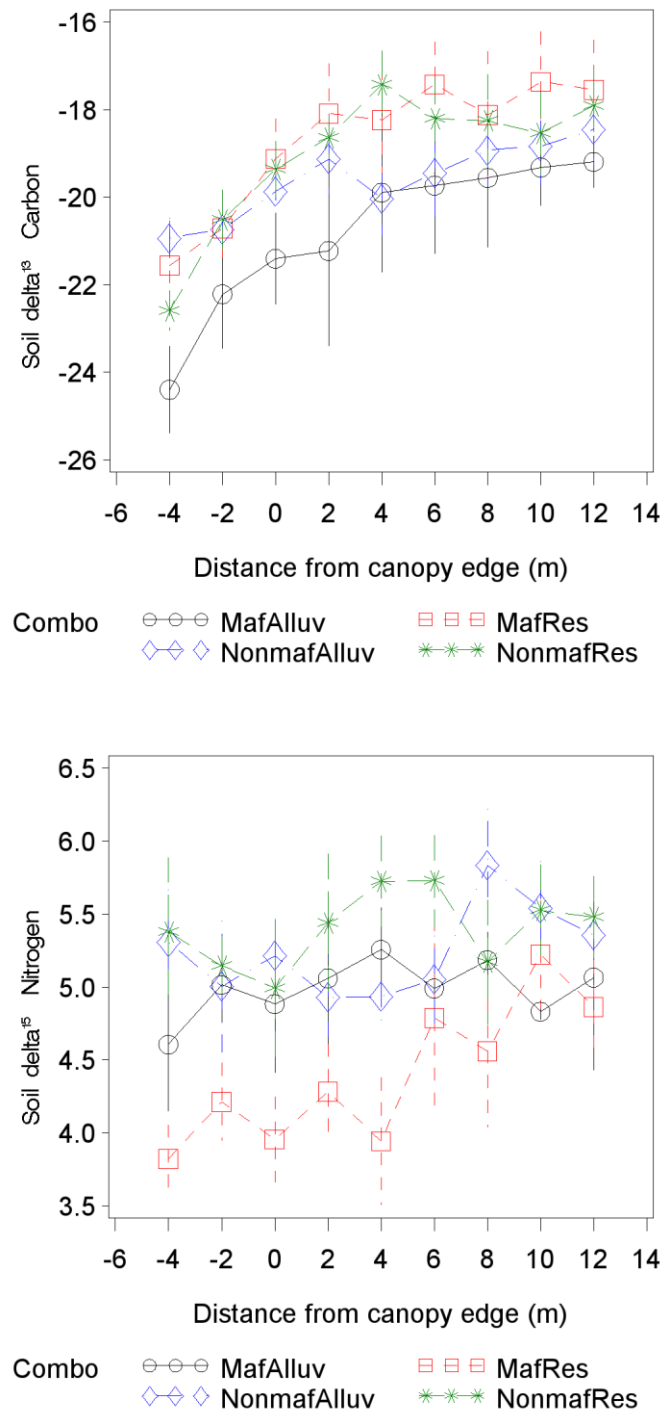 -16
-18
-20
-22
-24
-26
Soil delta¹³ Carbon
-6 -4 -2 0 2 4 6 8 10 12 14
Distance from canopy edge (m)
Combo MafAlluv MafRes
NonmafAlluv NonmafRes
6.5
6.0
5.5
5.0
4.5
4.0
3.5
Soil delta¹⁵ Nitrogen
-6 -4 -2 0 2 4 6 8 10 12 14
Distance from canopy edge (m)
Combo MafAlluv MafRes
NonmafAlluv NonmafRes